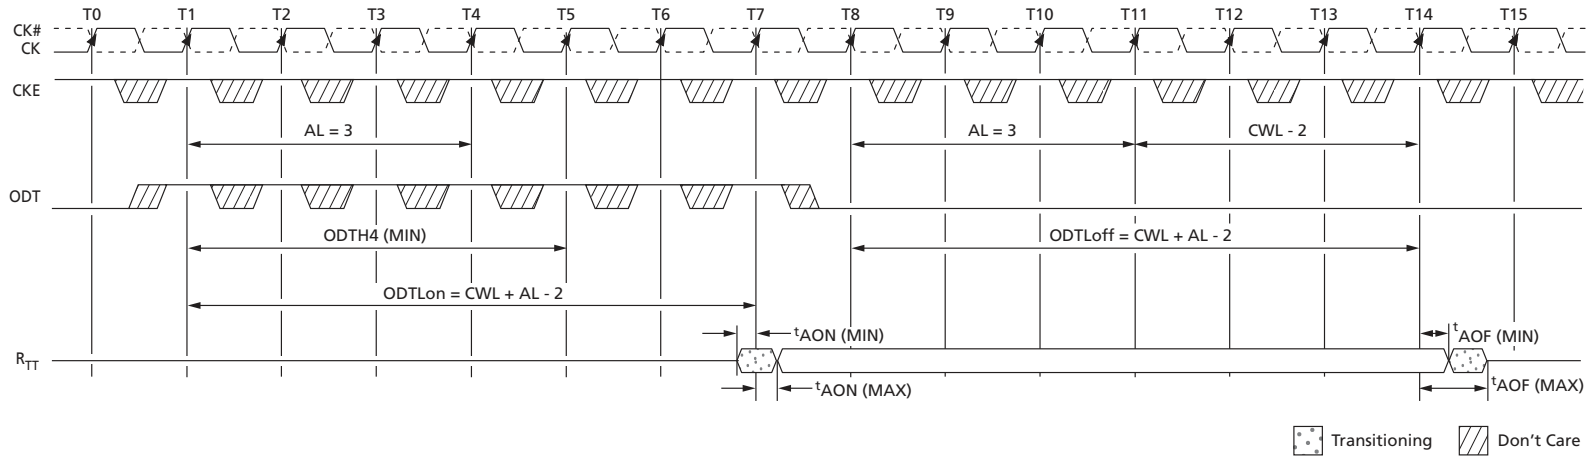 T0 T1 T2 T3 T4 T5 T6 T7 T8 T9 T10 T11 T12 T13 T14 T15
CK#
CK
CKE
AL = 3 AL = 3 CWL - 2
ODT
ODTH4 (MIN) ODTLoff = CWL + AL - 2
ODTLon = CWL + AL - 2
tAON (MIN) tAOF (MIN)
RTT
tAON (MAX) tAOF (MAX)
Transitioning Don't Care